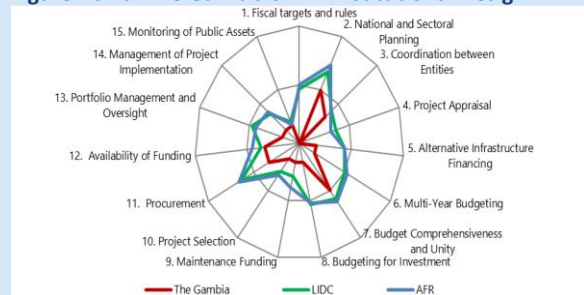 1. Fiscal targets and rules
2. National and Sectoral
Planning
3. Coordination between
Entities
4. Project Appraisal
5. Alternative Infrastructure
Financing
6. Multi-Year Budgeting
7. Budget Comprehensiveness
and Unity
8. Budgeting for Investment
9. Maintenance Funding
10. Project Selection
11. Procurement
12. Availability of Funding
13. Portfolio Management and
Oversight
14. Management of Project
Implementation
15. Monitoring of Public Assets
The Gambia
LIDC
AFR